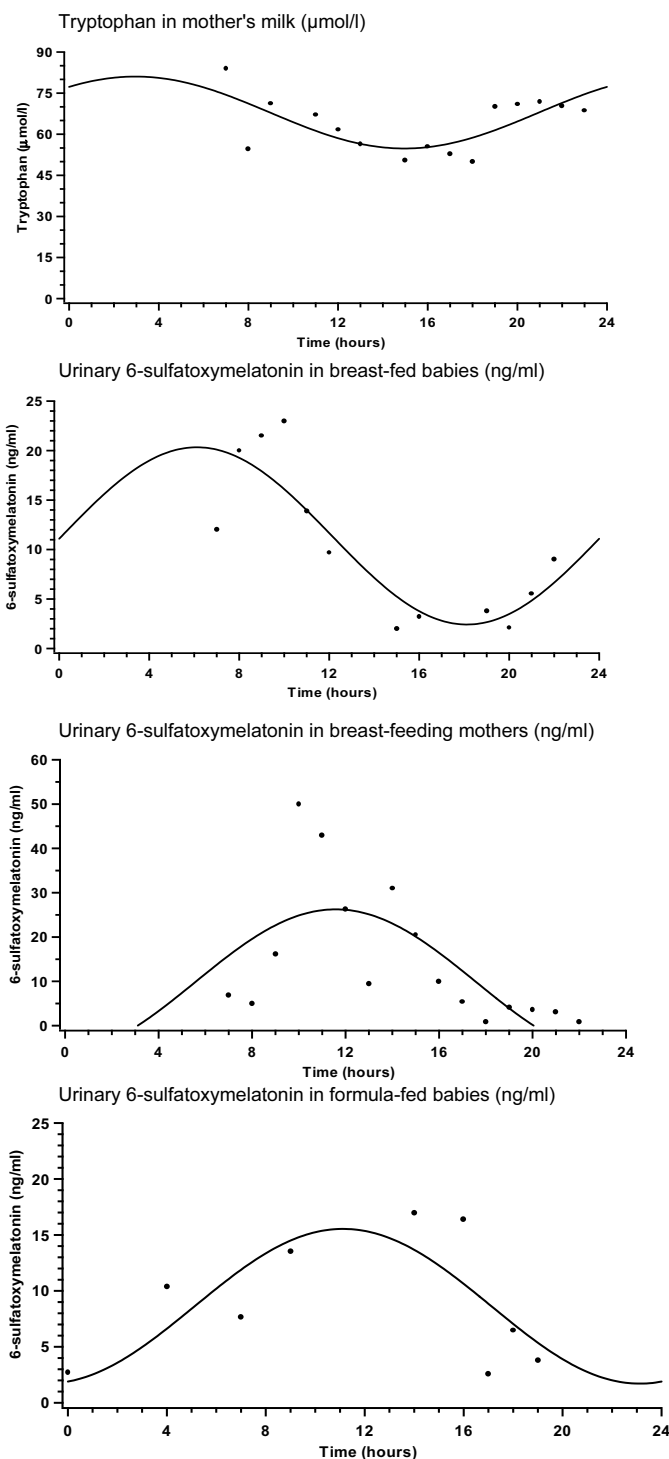 Tryptophan in mother's milk (µmol/l)
90
75
60
45
30
15
0
Tryptophan (µmol/l)
0 4 8 12 16 20 24
Time (hours)
Urinary 6-sulfatoxymelatonin in breast-fed babies (ng/ml)
25
20
15
10
5
0
6-sulfatoxymelatonin (ng/ml)
0 4 8 12 16 20 24
Time (hours)
Urinary 6-sulfatoxymelatonin in breast-feeding mothers (ng/ml)
60
50
40
30
20
10
0
6-sulfatoxymelatonin (ng/ml)
0 4 8 12 16 20 24
Time (hours)
Urinary 6-sulfatoxymelatonin in formula-fed babies (ng/ml)
25
20
15
10
5
0
6-sulfatoxymelatonin (ng/ml)
0 4 8 12 16 20 24
Time (hours)